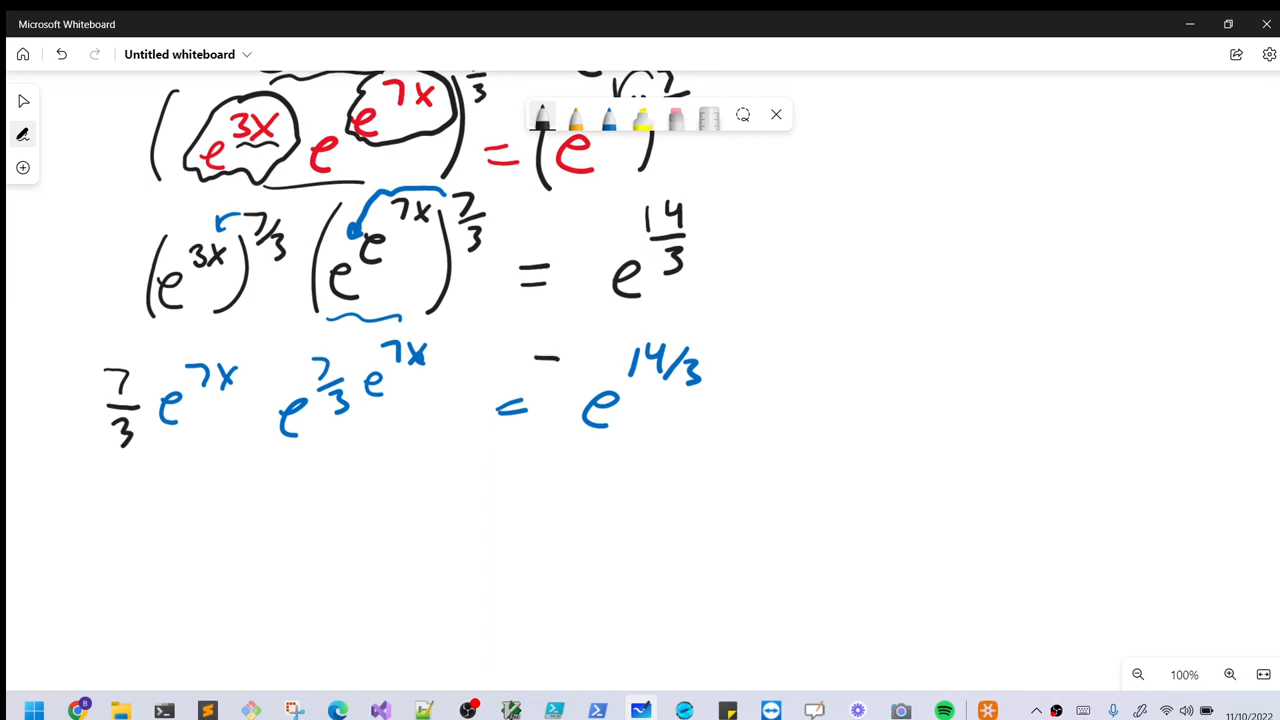 Microsoft Whiteboard
Untitled whiteboard
(e^{3x} e^{e^{7x}})^{7/3} = (e
(e^{3x})^{7/3} (e^{e^{7x}})^{7/3} = e^{14/3}
7/3 e^{7x} e^{7/3 e^{7x}} = e^{14/3}
100%
11/10/2022